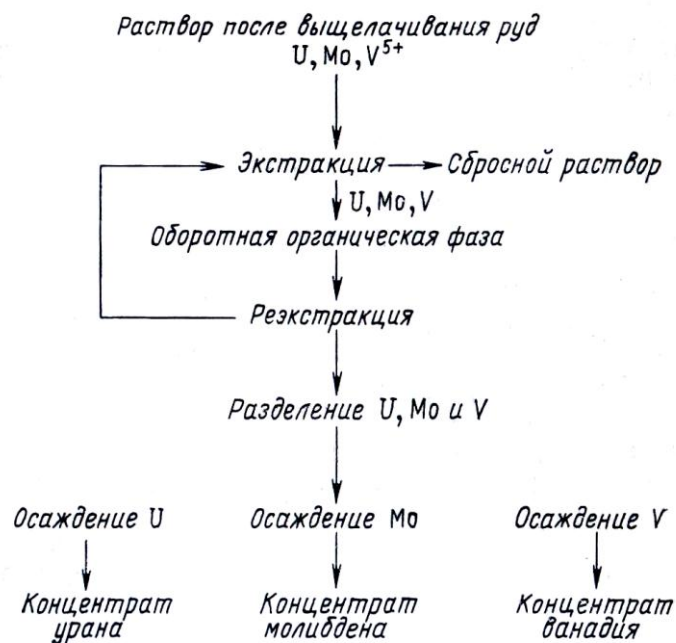 Раствор после выщелачивания руд
U, Mo, V5+
Экстракция
Сбросной раствор
U, Mo, V
Оборотная органическая фаза
Реэкстракция
Разделение U, Mo и V
Осаждение U
Осаждение Mo
Осаждение V
Концентрат
урана
Концентрат
молибдена
Концентрат
ванадия